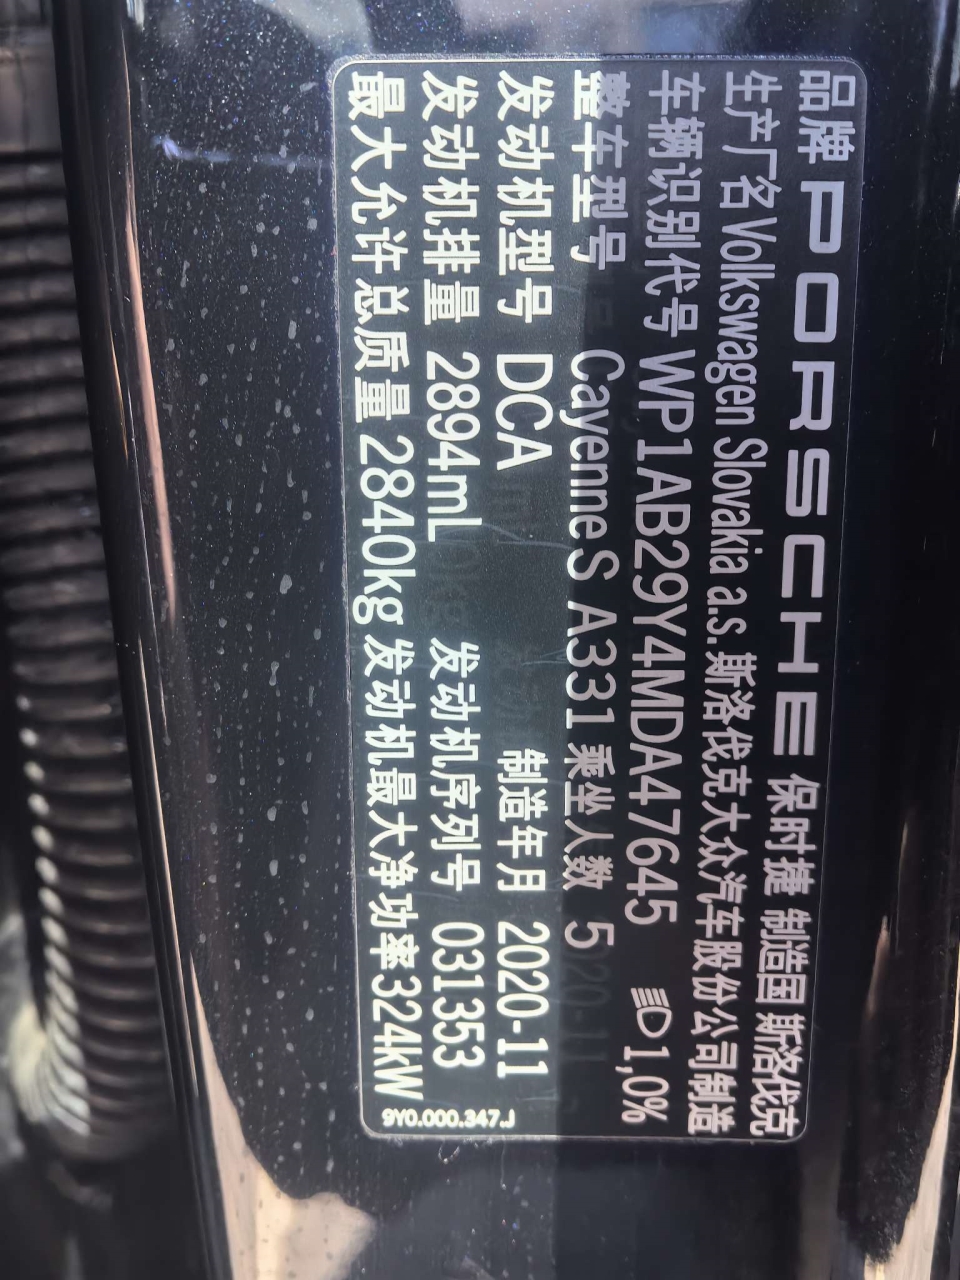 品牌 PORSCHE 保时捷 制造国 斯洛伐克
生产厂名 Volkswagen Slovakia a.s. 斯洛伐克大众汽车股份公司制造
车辆识别代号 WP1AB29Y4MDA47645 1,0%
整车型号 Cayenne S A331 乘坐人数 5
发动机型号 DCA 制造年月 2020-11
发动机排量 2894mL 发动机序列号 031353
最大允许总质量 2840kg 发动机最大净功率 324kW
9Y0.000.347.J